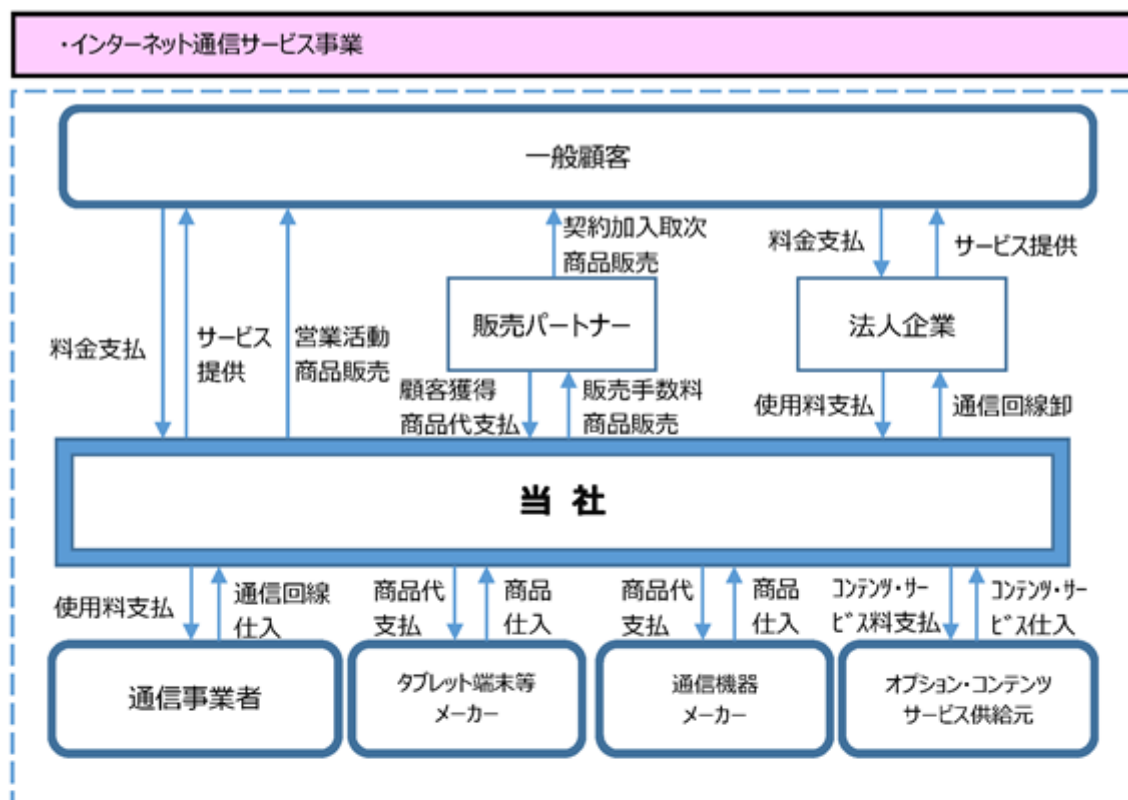 ・インターネット通信サービス事業
一般顧客
契約加入取次
商品販売
料金支払
サービス提供
販売パートナー
法人企業
料金支払
サービス
提供
営業活動
商品販売
顧客獲得
商品代支払
販売手数料
商品販売
使用料支払
通信回線卸
当 社
使用料支払
通信回線
仕入
商品代
支払
商品
仕入
商品代
支払
商品
仕入
ｺﾝﾃﾝﾂ・ｻｰ
ﾋﾞｽ料支払
ｺﾝﾃﾝﾂ・ｻｰ
ﾋﾞｽ仕入
通信事業者
タブレット端末等
メーカー
通信機器
メーカー
オプション・コンテンツ
サービス供給元